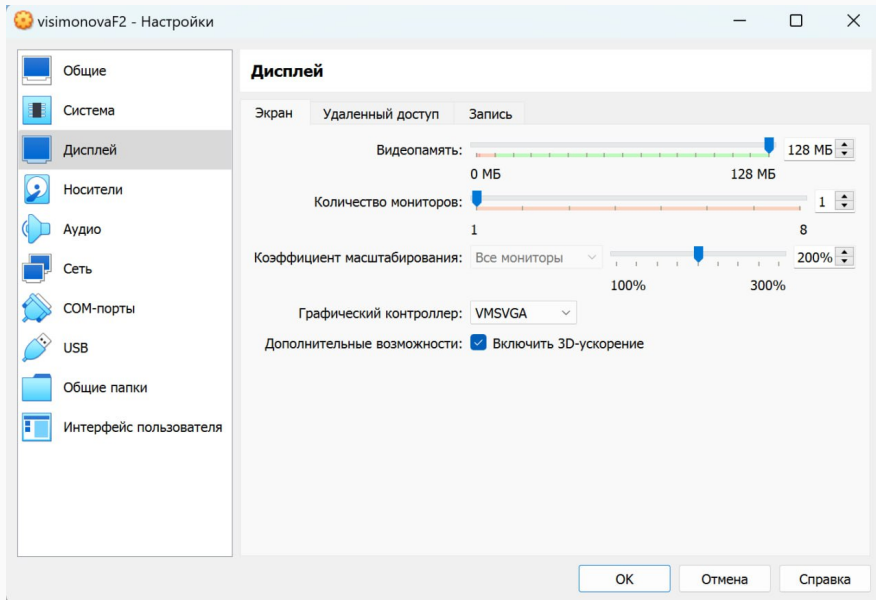 visimonovaF2 - Настройки
Общие
Система
Дисплей
Носители
Аудио
Сеть
COM-порты
USB
Общие папки
Интерфейс пользователя
Дисплей
Экран Удаленный доступ Запись
Видеопамять: 128 МБ
0 МБ 128 МБ
Количество мониторов: 1
1 8
Коэффициент масштабирования: Все мониторы 200%
100% 300%
Графический контроллер: VMSVGA
Дополнительные возможности: Включить 3D-ускорение
OK Отмена Справка